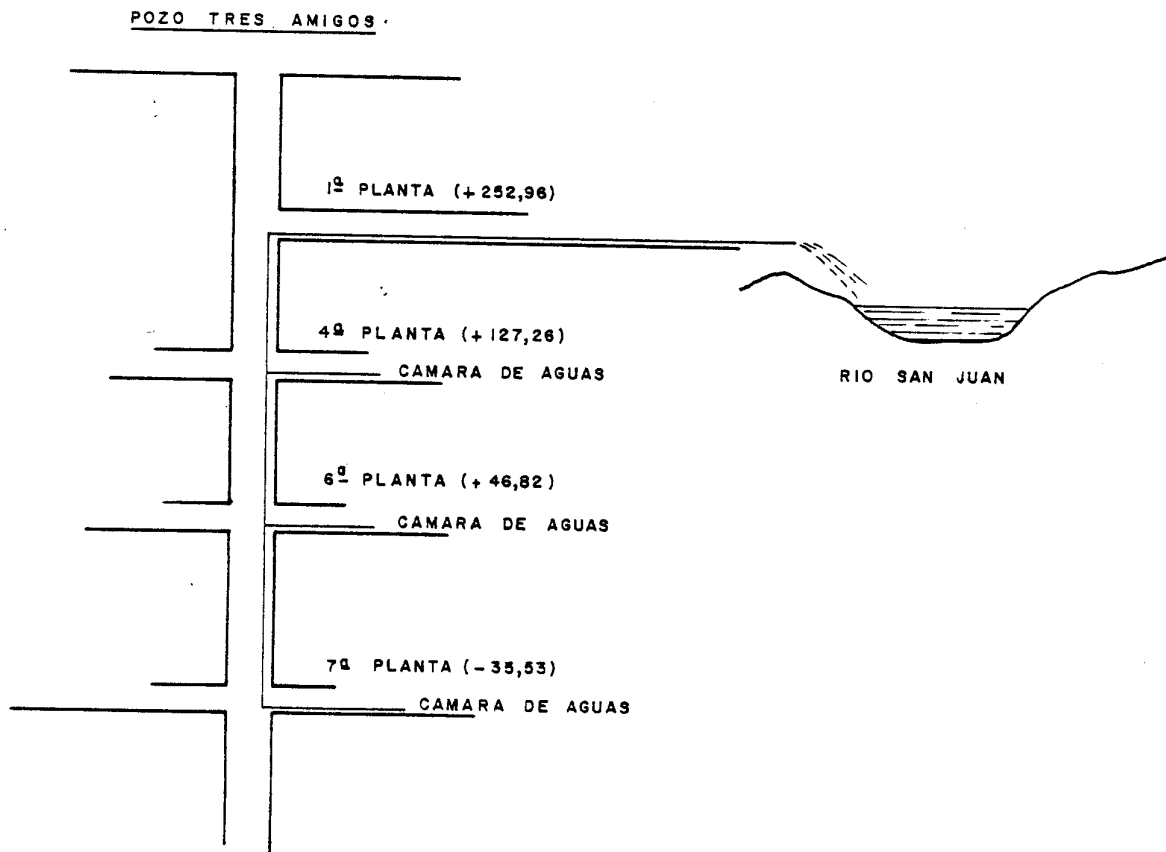 POZO TRES AMIGOS
1ª PLANTA (+252,96)
4ª PLANTA (+127,26)
CAMARA DE AGUAS
RIO SAN JUAN
6ª PLANTA (+46,82)
CAMARA DE AGUAS
7ª PLANTA (-35,53)
CAMARA DE AGUAS